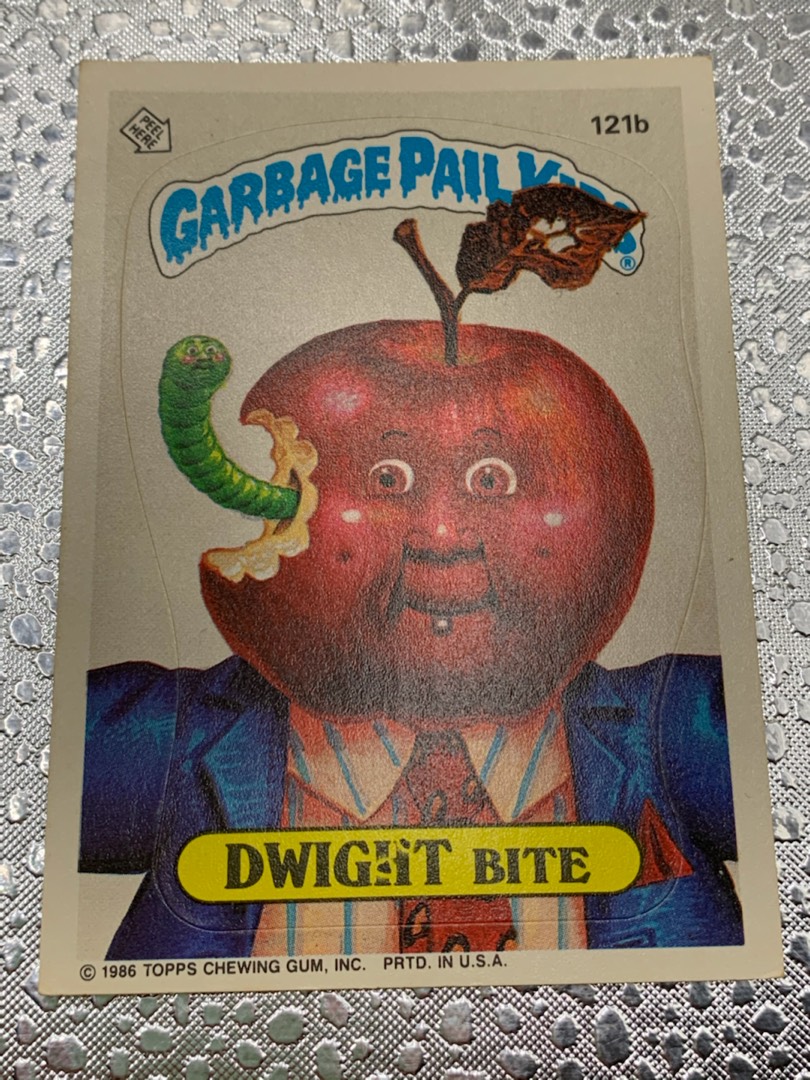 PEEL
HERE
121b
GARBAGE PAIL KIDS®
DWIGHT BITE
© 1986 TOPPS CHEWING GUM, INC. PRTD. IN U.S.A.